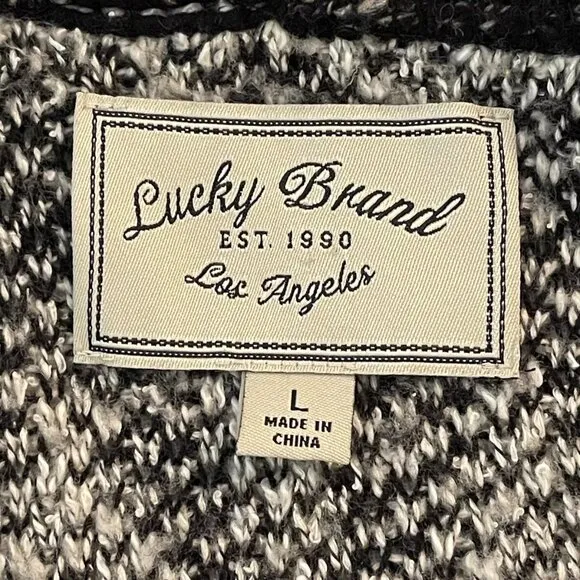 Lucky Brand
EST. 1990
Los Angeles
L
MADE IN
CHINA